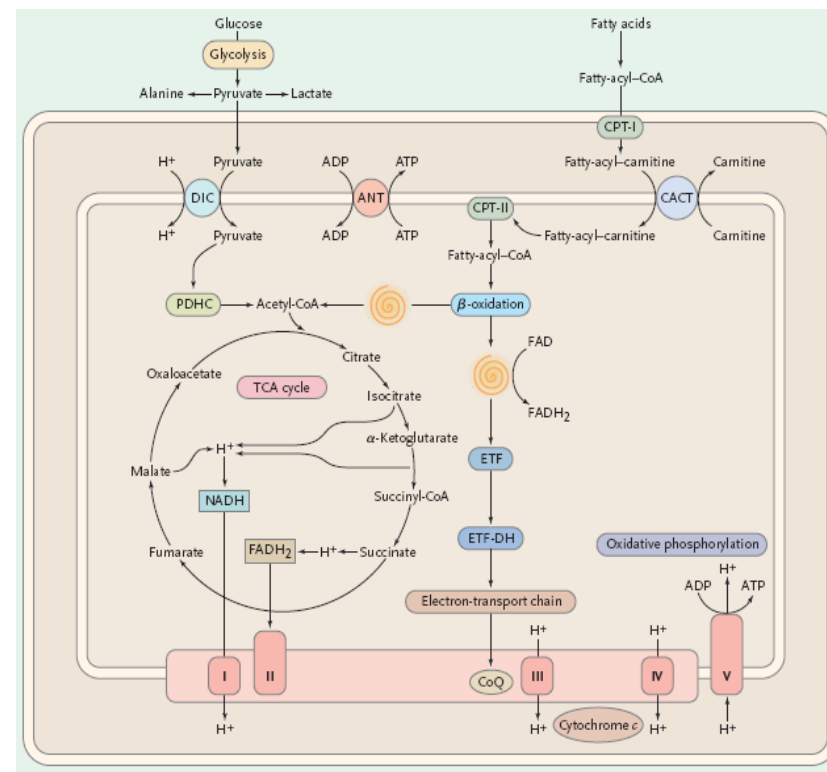 Glucose
Fatty acids
Glycolysis
Fatty-acyl–CoA
Alanine
Pyruvate
Lactate
CPT-I
H+
Pyruvate
ADP
ATP
Fatty-acyl–carnitine
Carnitine
DIC
ANT
CPT-II
CACT
H+
Pyruvate
ADP
ATP
Fatty-acyl–carnitine
Carnitine
Fatty-acyl–CoA
PDHC
Acetyl-CoA
β-oxidation
FAD
Citrate
Oxaloacetate
TCA cycle
Isocitrate
FADH2
α-Ketoglutarate
H+
ETF
Malate
NADH
Succinyl-CoA
ETF-DH
Oxidative phosphorylation
Fumarate
FADH2
H+
Succinate
H+
ADP
ATP
Electron-transport chain
H+
H+
I
II
CoQ
III
IV
V
H+
H+
Cytochrome c
H+
H+